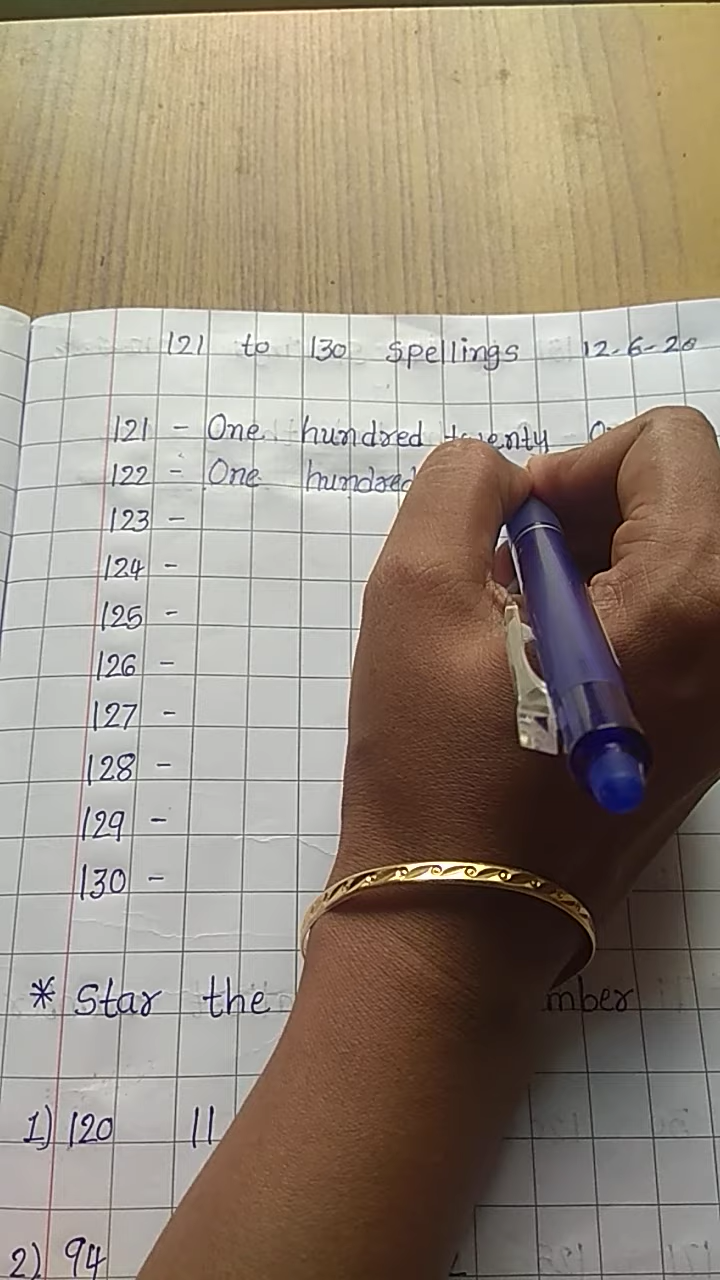 121 to 130 Spellings 12-6-20
121 - One hundred twenty
122 - One hundred
123 -
124 -
125 -
126 -
127 -
128 -
129 -
130 -
* Star the
1) 120
2) 94